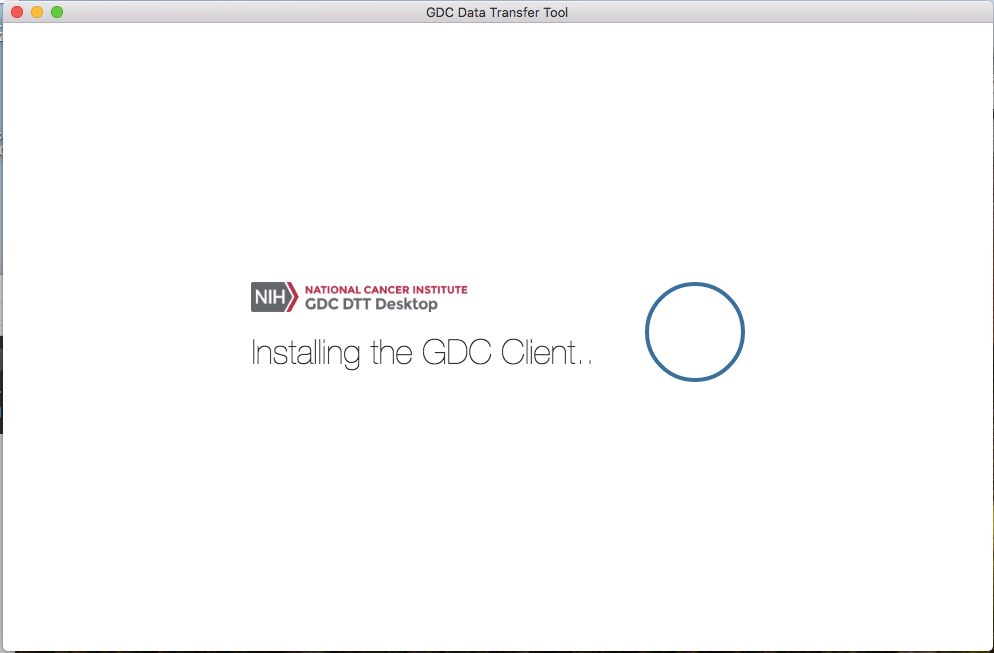 GDC Data Transfer Tool
NIH
NATIONAL CANCER INSTITUTE
GDC DTT Desktop
Installing the GDC Client..